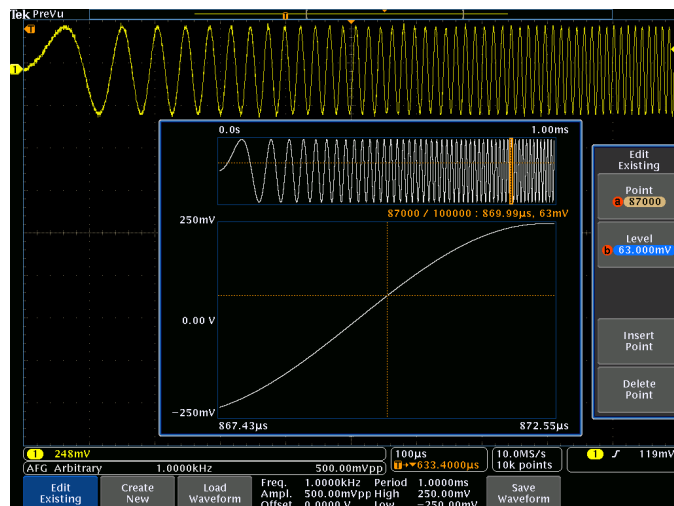 Tek PreVu
T
T
1
0.0s 1.00ms
87000 / 100000 : 869.99µs, 63mV
250mV
0.00 V
−250mV
867.43µs 872.55µs
Edit
Existing
Point
a 87000
Level
b 63.000mV
Insert
Point
Delete
Point
1 248mV
AFG Arbitrary 1.0000kHz 500.00mVpp
100µs
T→▼633.4000µs
10.0MS/s
10k points
1 ∫ 119mV
Edit
Existing
Create
New
Load
Waveform
Freq. 1.0000kHz Period 1.0000ms
Ampl. 500.00mVpp High 250.00mV
Offset 0.0000 V Low −250.00mV
Save
Waveform